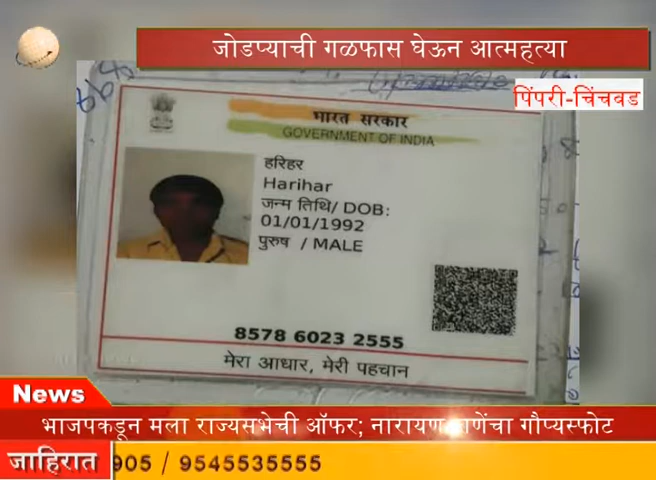 जोडप्याची गळफास घेऊन आत्महत्या
पिंपरी-चिंचवड
भारत सरकार
GOVERNMENT OF INDIA
हरिहर
Harihar
जन्म तिथि/ DOB:
01/01/1992
पुरुष / MALE
8578 6023 2555
मेरा आधार, मेरी पहचान
News
भाजपकडून मला राज्यसभेची ऑफर; नारायण गौप्यस्फोट
जाहिरात 905 / 9545535555